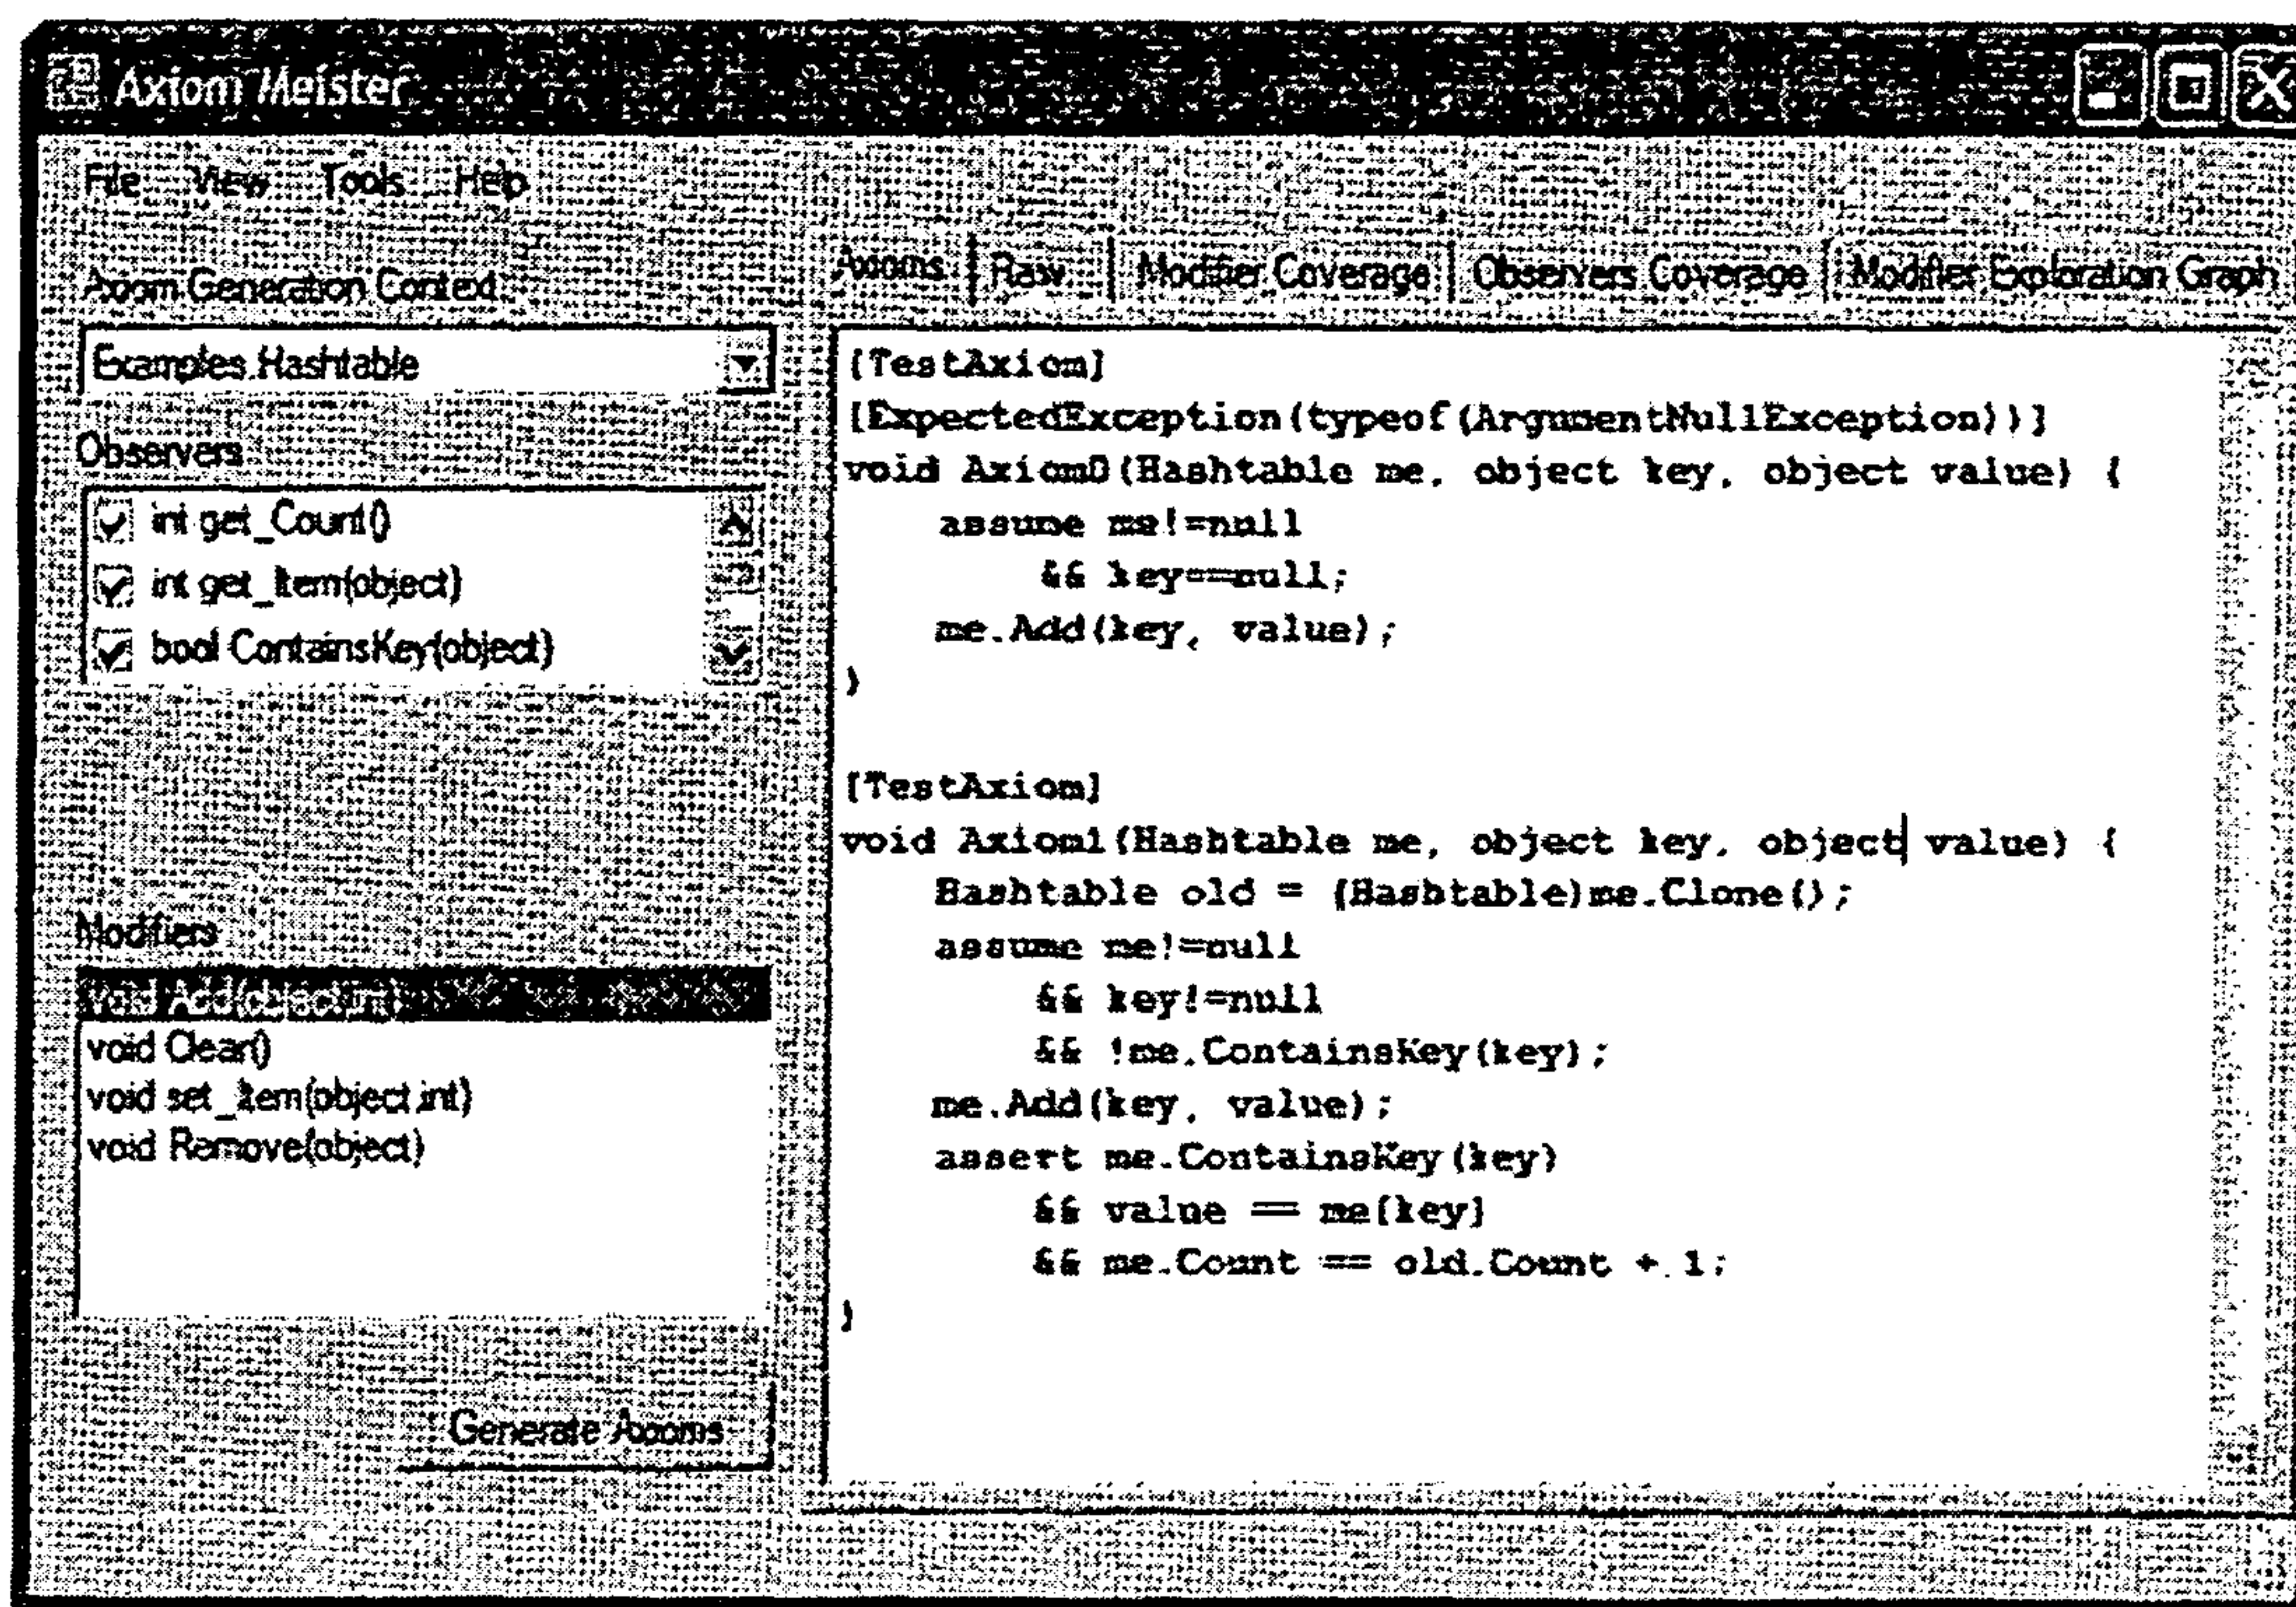 Axiom Meister
File View Tools Help
Axiom Generation Context
Examples.Hashtable
Observers
int get_Count()
int get_Item(object)
bool ContainsKey(object)
Modifiers
void Add(object,int)
void Clear()
void set_Item(object,int)
void Remove(object)
Generate Axioms
Axioms Raw Modifier Coverage Observers Coverage Modifier Exploration Graph
[TestAxiom]
[ExpectedException(typeof(ArgumentNullException))]
void Axiom0(Hashtable me, object key, object value) {
assume me!=null
&& key==null;
me.Add(key, value);
}
[TestAxiom]
void Axiom1(Hashtable me, object key, object value) {
Hashtable old = (Hashtable)me.Clone();
assume me!=null
&& key!=null
&& !me.ContainsKey(key);
me.Add(key, value);
assert me.ContainsKey(key)
&& value == me[key]
&& me.Count == old.Count + 1;
}